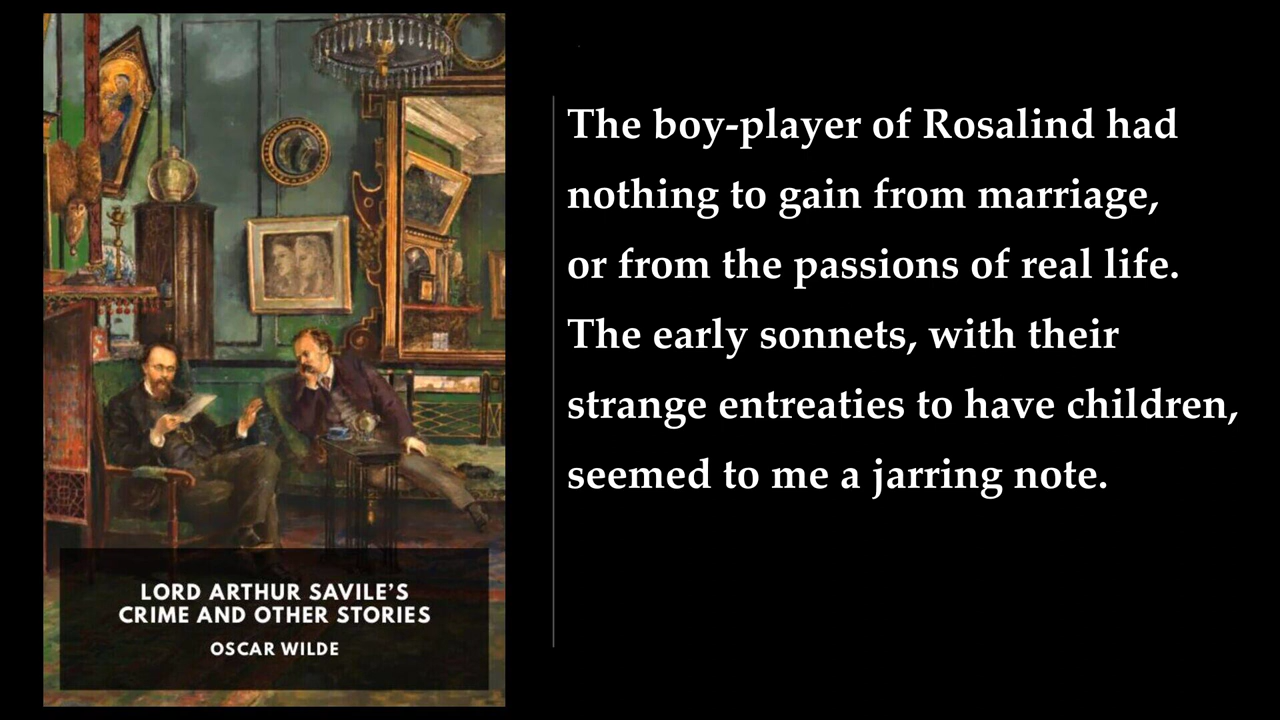 The boy-player of Rosalind had
nothing to gain from marriage,
or from the passions of real life.
The early sonnets, with their
strange entreaties to have children,
seemed to me a jarring note.
LORD ARTHUR SAVILE’S
CRIME AND OTHER STORIES
OSCAR WILDE